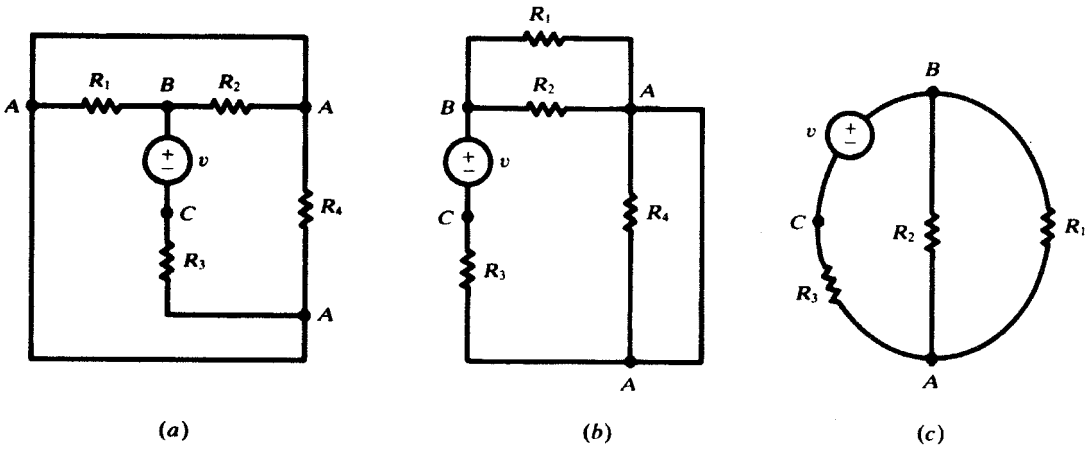 A R₁ B R₂ A
+
− v
C
R₃
R₄
A
(a)
R₁
B R₂ A
+
− v
C
R₃
R₄
A
(b)
B
v +
−
C
R₂
R₁
R₃
A
(c)